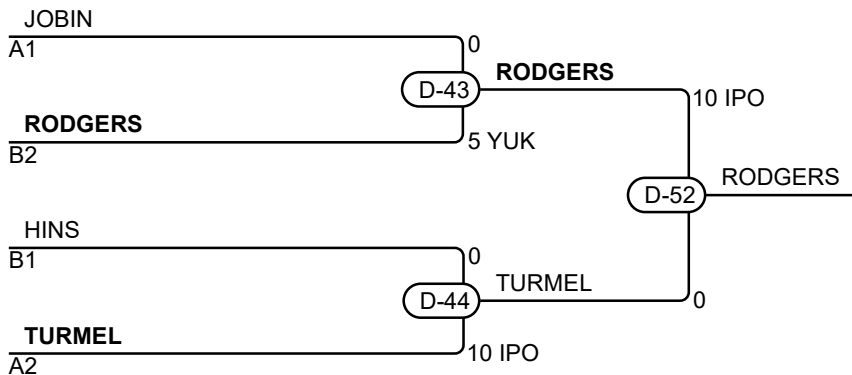 JOBIN
A1
0
D-43
RODGERS
10 IPO
RODGERS
B2
5 YUK
D-52
RODGERS
HINS
B1
0
D-44
TURMEL
0
TURMEL
A2
10 IPO